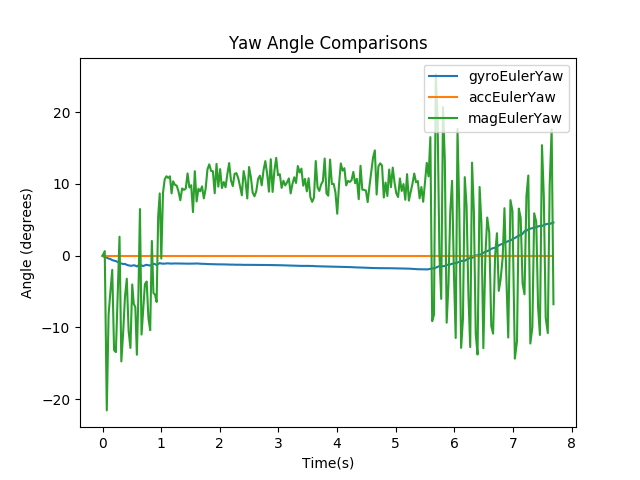 Yaw Angle Comparisons
gyroEulerYaw
accEulerYaw
magEulerYaw
Angle (degrees)
20
10
0
−10
−20
0 1 2 3 4 5 6 7 8
Time(s)